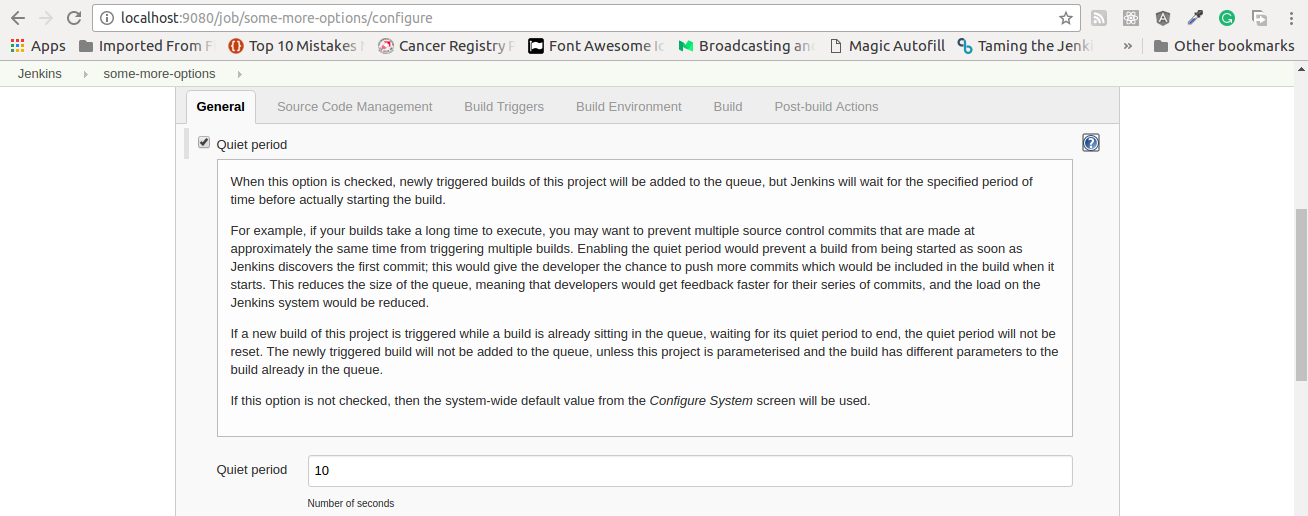 localhost:9080/job/some-more-options/configure
Apps Imported From F Top 10 Mistakes Cancer Registry Font Awesome Ic Broadcasting an Magic Autofill Taming the Jenk » Other bookmarks
Jenkins some-more-options
General Source Code Management Build Triggers Build Environment Build Post-build Actions
Quiet period
When this option is checked, newly triggered builds of this project will be added to the queue, but Jenkins will wait for the specified period of
time before actually starting the build.
For example, if your builds take a long time to execute, you may want to prevent multiple source control commits that are made at
approximately the same time from triggering multiple builds. Enabling the quiet period would prevent a build from being started as soon as
Jenkins discovers the first commit; this would give the developer the chance to push more commits which would be included in the build when it
starts. This reduces the size of the queue, meaning that developers would get feedback faster for their series of commits, and the load on the
Jenkins system would be reduced.
If a new build of this project is triggered while a build is already sitting in the queue, waiting for its quiet period to end, the quiet period will not be
reset. The newly triggered build will not be added to the queue, unless this project is parameterised and the build has different parameters to the
build already in the queue.
If this option is not checked, then the system-wide default value from the Configure System screen will be used.
Quiet period 10
Number of seconds